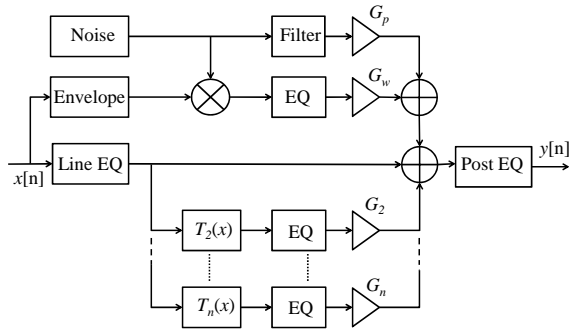 Noise
Filter
G_p
Envelope
EQ
G_w
x[n]
Line EQ
Post EQ
y[n]
T_2(x)
EQ
G_2
T_n(x)
EQ
G_n